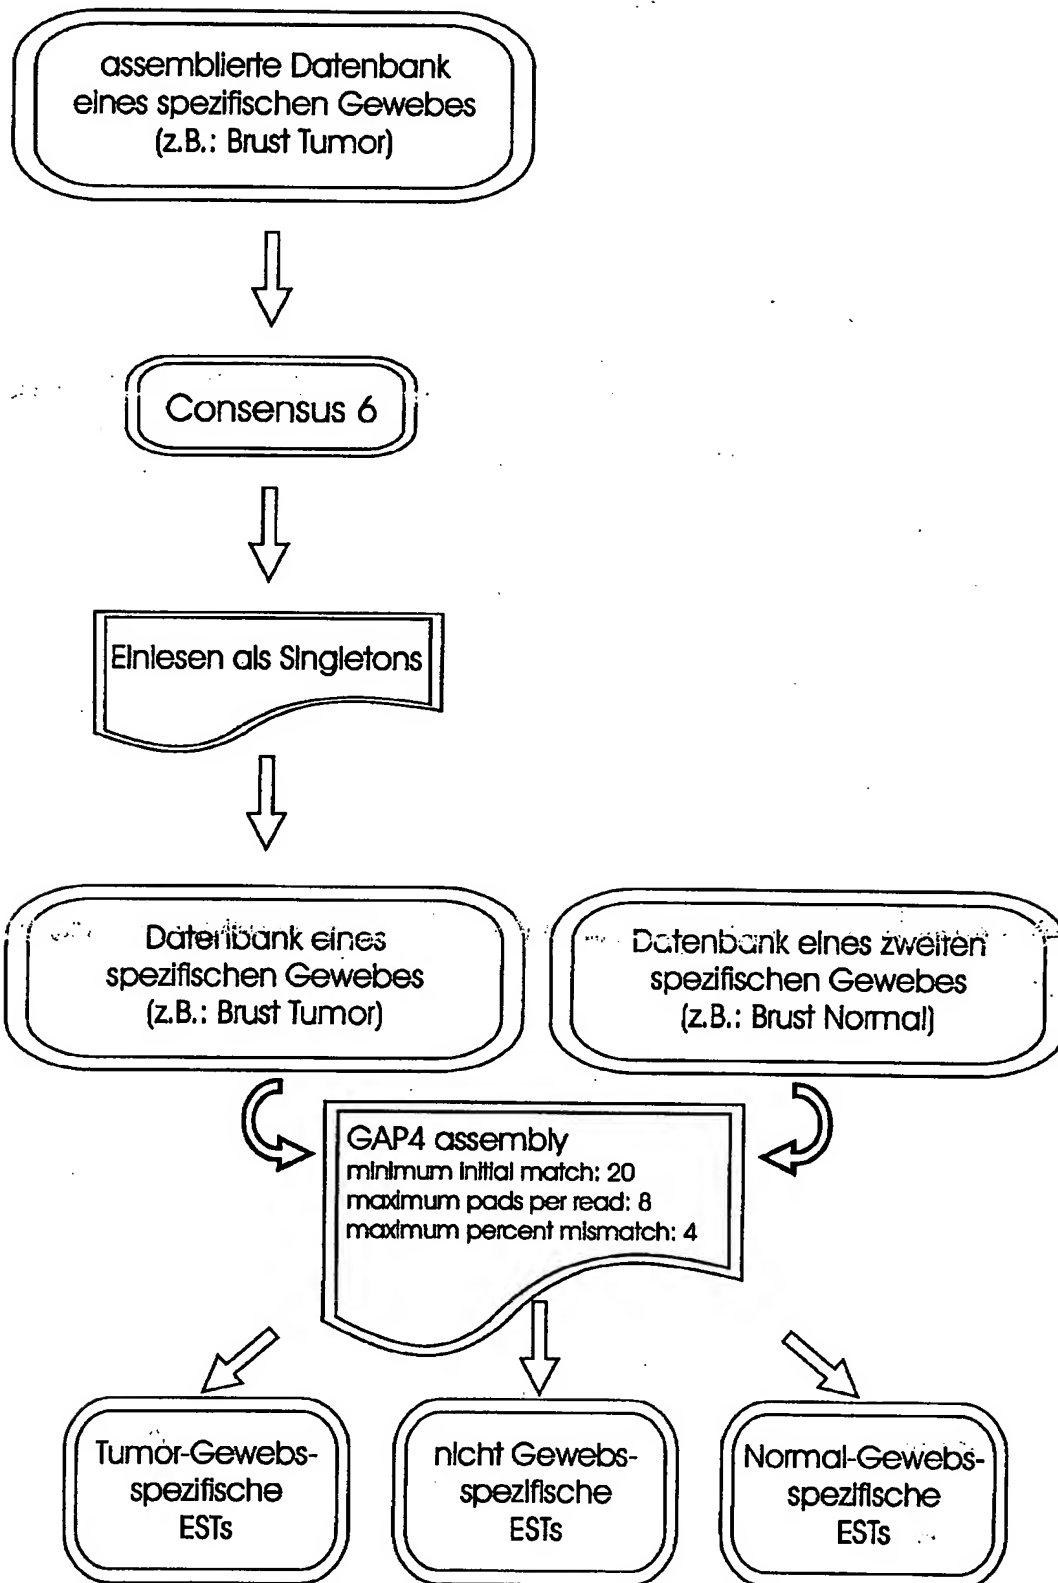 assemblierte Datenbank
eines spezifischen Gewebes
(z.B.: Brust Tumor)
Consensus 6
Einlesen als Singletons
Datenbank eines
spezifischen Gewebes
(z.B.: Brust Tumor)
Datenbank eines zweiten
spezifischen Gewebes
(z.B.: Brust Normal)
GAP4 assembly
minimum initial match: 20
maximum pads per read: 8
maximum percent mismatch: 4
Tumor-Gewebs-
spezifische
ESTs
nicht Gewebs-
spezifische
ESTs
Normal-Gewebs-
spezifische
ESTs